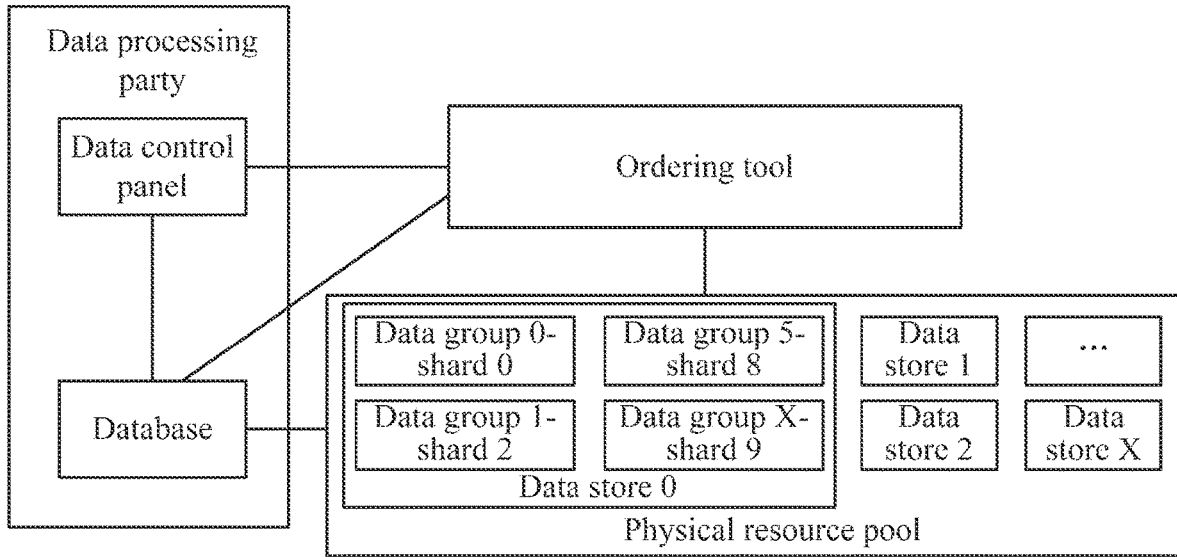 Data processing
party
Data control
panel
Ordering tool
Database
Data group 0-
shard 0
Data group 5-
shard 8
Data
store 1
...
Data group 1-
shard 2
Data group X-
shard 9
Data
store 2
Data
store X
Data store 0
Physical resource pool